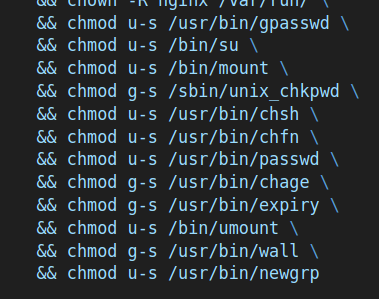 && chown -R nginx /var/run/ \
&& chmod u-s /usr/bin/gpasswd \
&& chmod u-s /bin/su \
&& chmod u-s /bin/mount \
&& chmod g-s /sbin/unix_chkpwd \
&& chmod u-s /usr/bin/chsh \
&& chmod u-s /usr/bin/chfn \
&& chmod u-s /usr/bin/passwd \
&& chmod g-s /usr/bin/chage \
&& chmod g-s /usr/bin/expiry \
&& chmod u-s /bin/umount \
&& chmod g-s /usr/bin/wall \
&& chmod u-s /usr/bin/newgrp